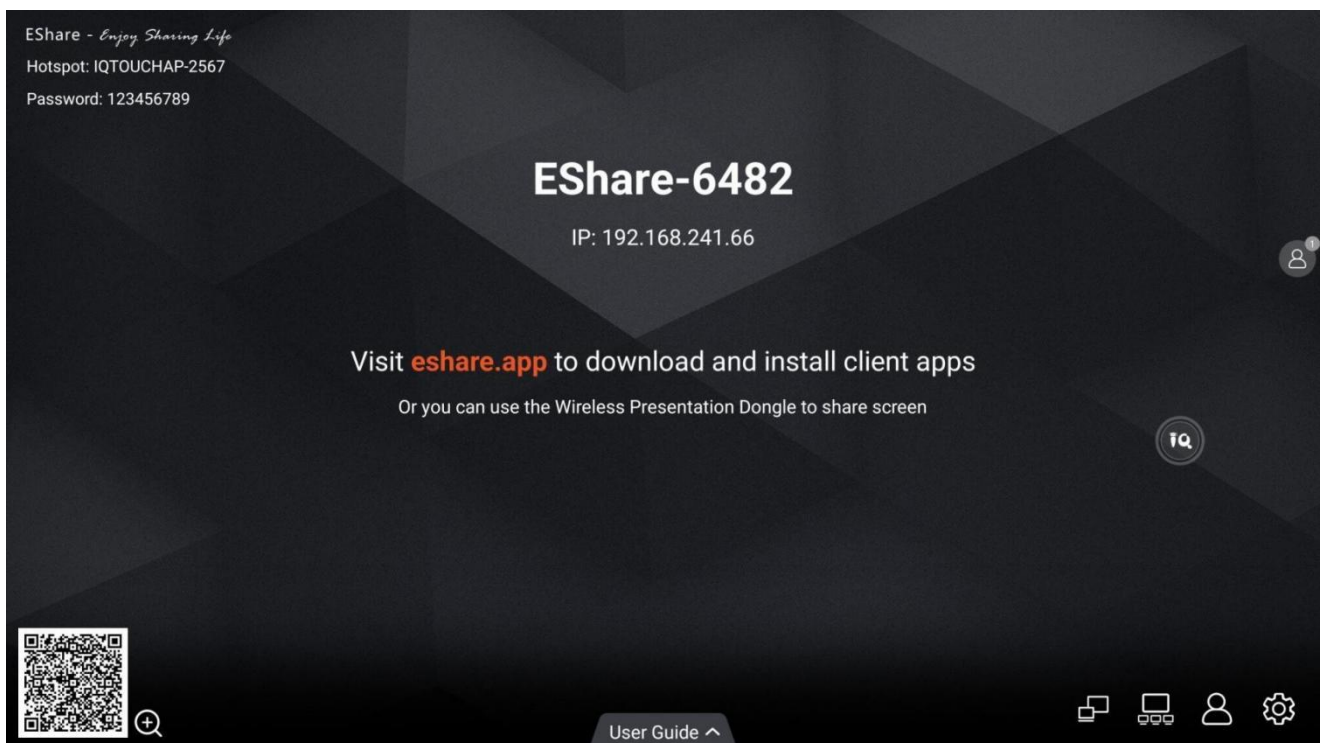 EShare - Enjoy Sharing Life
Hotspot: IQTOUCHAP-2567
Password: 123456789
EShare-6482
IP: 192.168.241.66
1
Visit eshare.app to download and install client apps
Or you can use the Wireless Presentation Dongle to share screen
IQ
User Guide